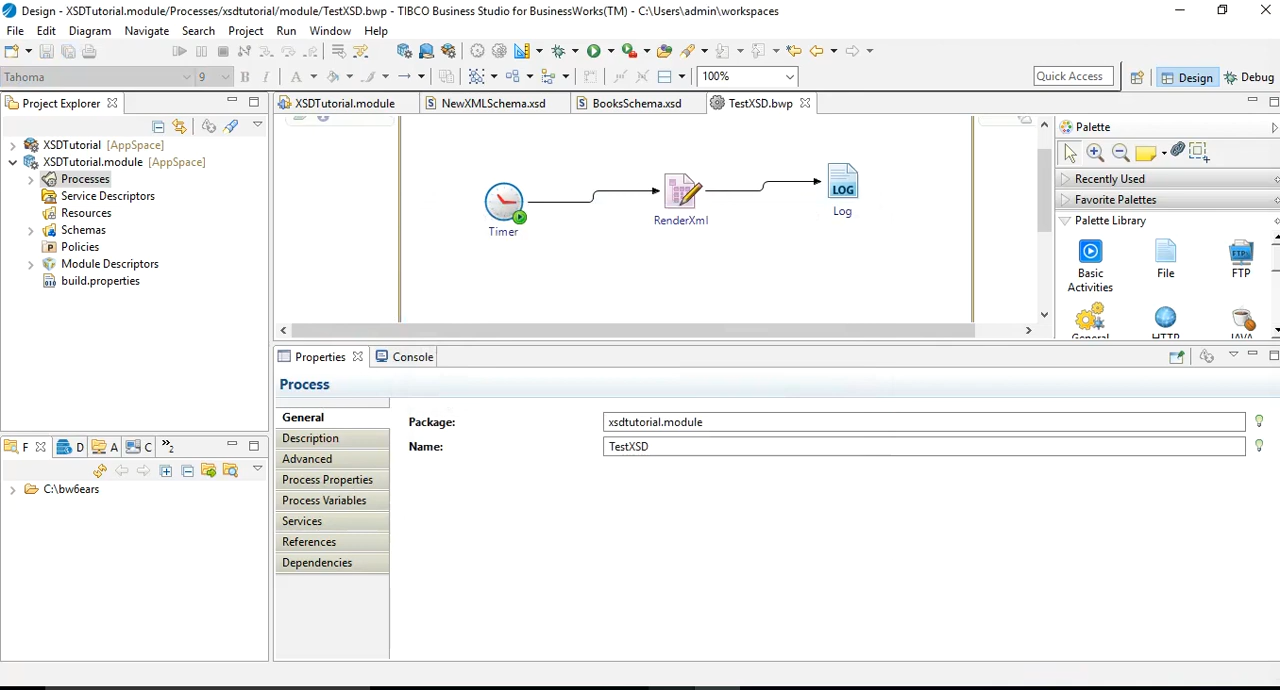 Design - XSDTutorial.module/Processes/xsdtutorial/module/TestXSD.bwp - TIBCO Business Studio for BusinessWorks(TM) - C:\Users\admin\workspaces
File Edit Diagram Navigate Search Project Run Window Help
Tahoma 9 B I A 100% Quick Access Design Debug
Project Explorer
XSDTutorial.module NewXMLSchema.xsd BooksSchema.xsd TestXSD.bwp
XSDTutorial [AppSpace]
XSDTutorial.module [AppSpace]
Processes
Service Descriptors
Resources
Schemas
Policies
Module Descriptors
build.properties
Timer
RenderXml
LOG
Log
Palette
Recently Used
Favorite Palettes
Palette Library
Basic Activities
File
FTP
General
HTTP
JAVA
F D A C »2
C:\bw6ears
Properties Console
Process
General
Description
Advanced
Process Properties
Process Variables
Services
References
Dependencies
Package: xsdtutorial.module
Name: TestXSD